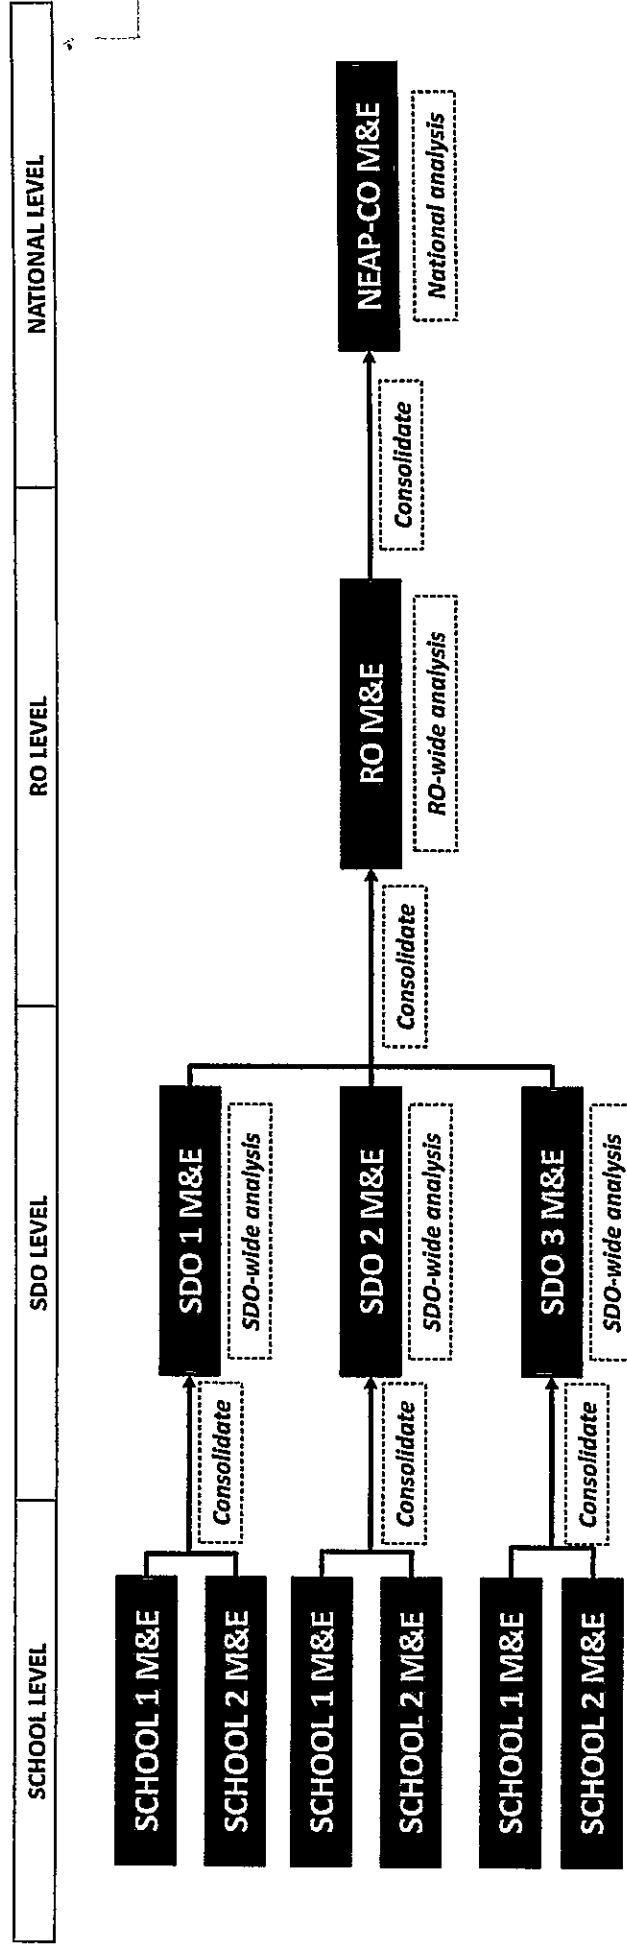 SCHOOL LEVEL
SDO LEVEL
RO LEVEL
NATIONAL LEVEL
SCHOOL 1 M&E
SCHOOL 2 M&E
Consolidate
SDO 1 M&E
SDO-wide analysis
SCHOOL 1 M&E
SCHOOL 2 M&E
Consolidate
SDO 2 M&E
SDO-wide analysis
SCHOOL 1 M&E
SCHOOL 2 M&E
Consolidate
SDO 3 M&E
SDO-wide analysis
Consolidate
RO M&E
RO-wide analysis
Consolidate
NEAP-CO M&E
National analysis